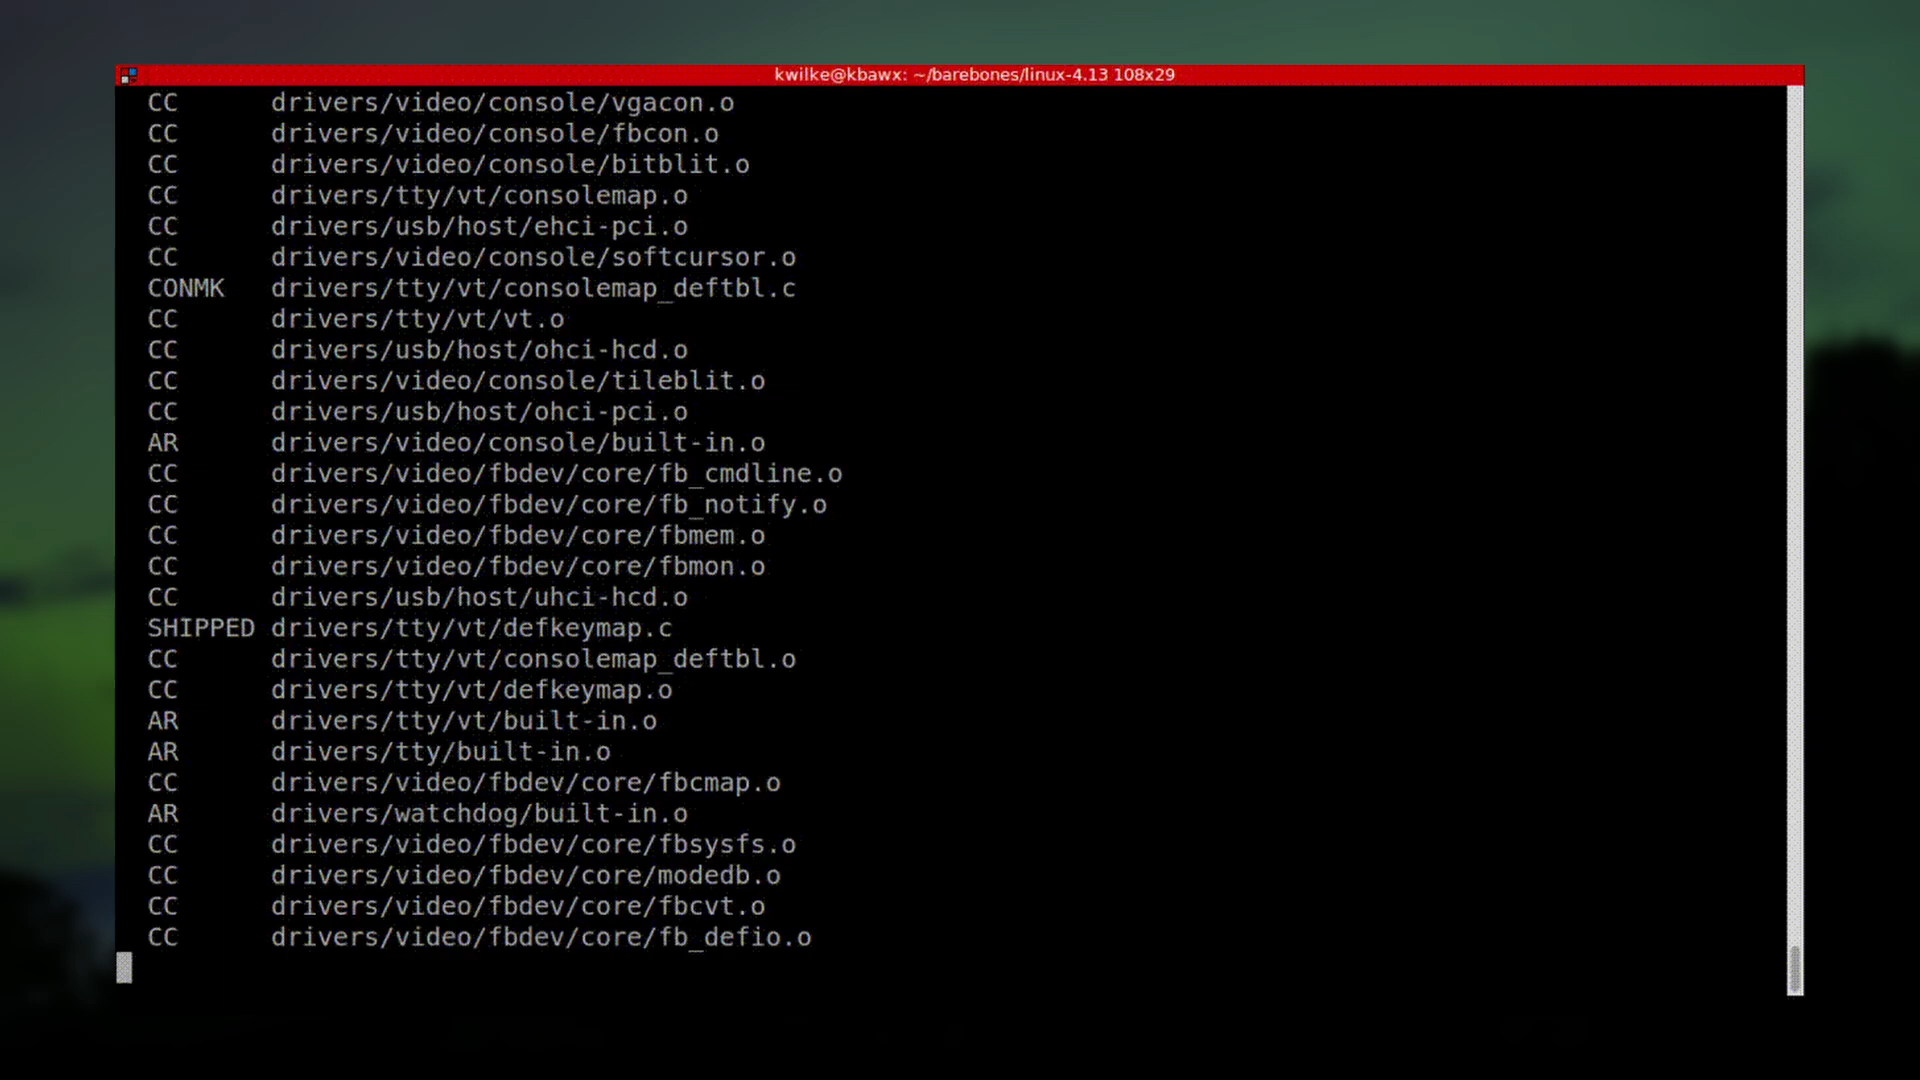 kwilke@kbawx: ~/barebones/linux-4.13 108x29
CC      drivers/video/console/vgacon.o
CC      drivers/video/console/fbcon.o
CC      drivers/video/console/bitblit.o
CC      drivers/tty/vt/consolemap.o
CC      drivers/usb/host/ehci-pci.o
CC      drivers/video/console/softcursor.o
CONMK   drivers/tty/vt/consolemap_deftbl.c
CC      drivers/tty/vt/vt.o
CC      drivers/usb/host/ohci-hcd.o
CC      drivers/video/console/tileblit.o
CC      drivers/usb/host/ohci-pci.o
AR      drivers/video/console/built-in.o
CC      drivers/video/fbdev/core/fb_cmdline.o
CC      drivers/video/fbdev/core/fb_notify.o
CC      drivers/video/fbdev/core/fbmem.o
CC      drivers/video/fbdev/core/fbmon.o
CC      drivers/usb/host/uhci-hcd.o
SHIPPED drivers/tty/vt/defkeymap.c
CC      drivers/tty/vt/consolemap_deftbl.o
CC      drivers/tty/vt/defkeymap.o
AR      drivers/tty/vt/built-in.o
AR      drivers/tty/built-in.o
CC      drivers/video/fbdev/core/fbcmap.o
AR      drivers/watchdog/built-in.o
CC      drivers/video/fbdev/core/fbsysfs.o
CC      drivers/video/fbdev/core/modedb.o
CC      drivers/video/fbdev/core/fbcvt.o
CC      drivers/video/fbdev/core/fb_defio.o